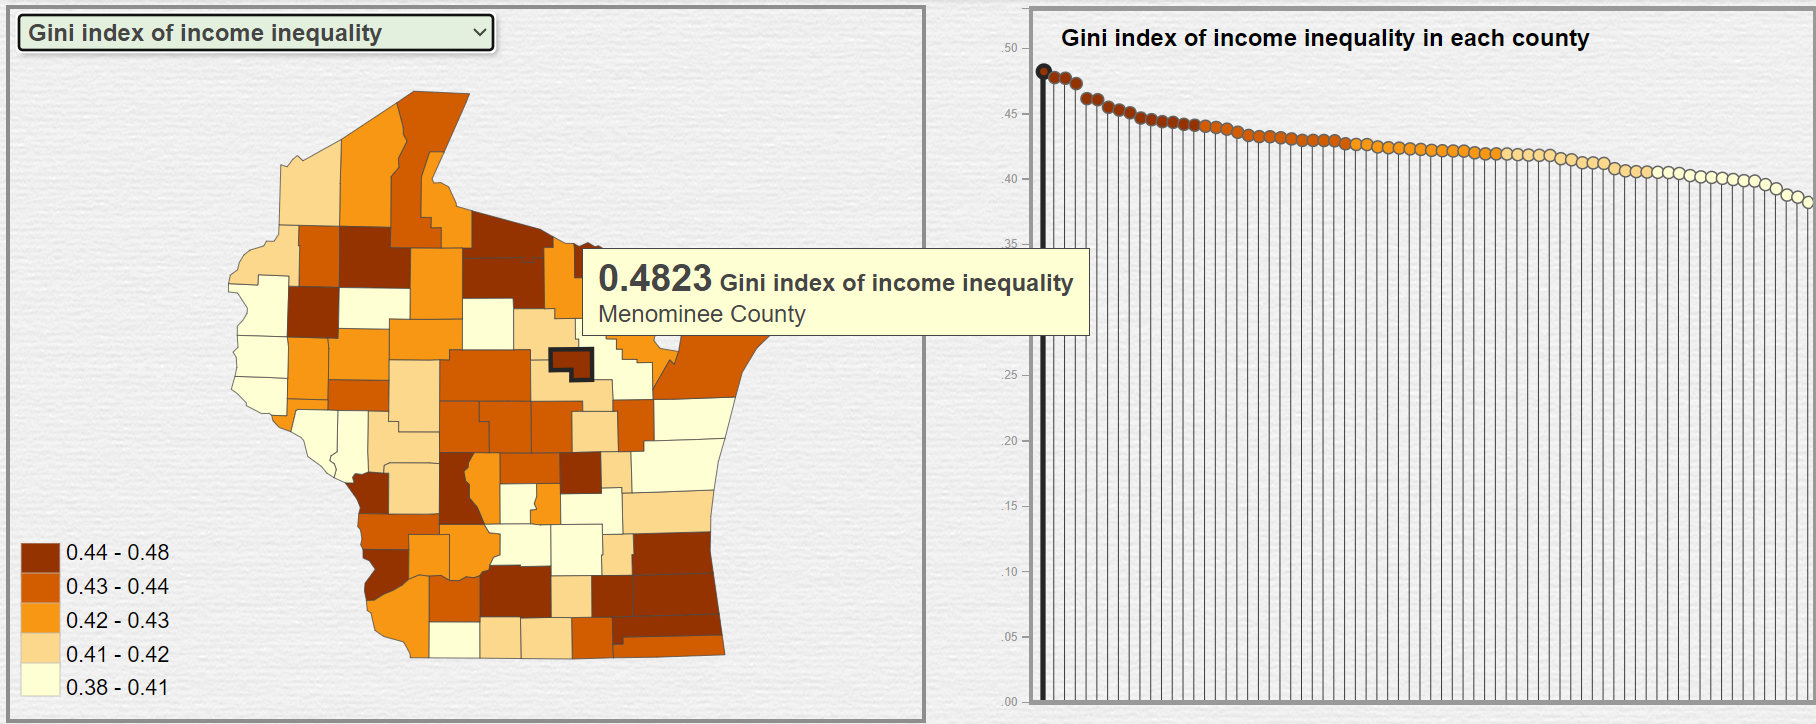 Gini index of income inequality
0.4823 Gini index of income inequality
Menominee County
0.44 - 0.48
0.43 - 0.44
0.42 - 0.43
0.41 - 0.42
0.38 - 0.41
Gini index of income inequality in each county
.50
.45
.40
.35
.25
.20
.15
.10
.05
.00